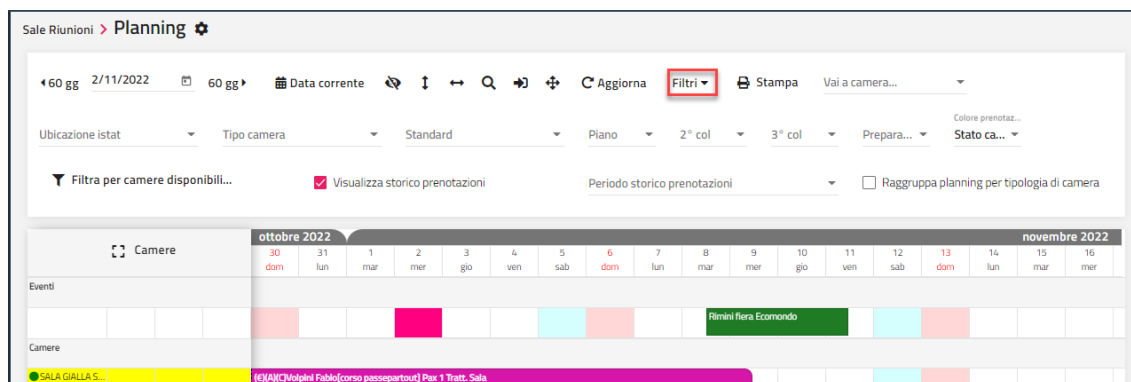 Sale Riunioni > Planning
60 gg 2/11/2022 60 gg Data corrente Aggiorna Filtri Stampa Vai a camera...
Colore prenotaz...
Ubicazione istat Tipo camera Standard Piano 2° col 3° col Prepara... Stato ca...
Filtra per camere disponibili... Visualizza storico prenotazioni Periodo storico prenotazioni Raggruppa planning per tipologia di camera
ottobre 2022 novembre 2022
Camere
30 31 1 2 3 4 5 6 7 8 9 10 11 12 13 14 15 16
dom lun mar mer gio ven sab dom lun mar mer gio ven sab dom lun mar mer
Eventi
Rimini fiera Ecomondo
Camere
SALA GIALLA S... (€)(A)(C)Volpini Fabio[corso passepartout] Pax 1 Tratt. Sala